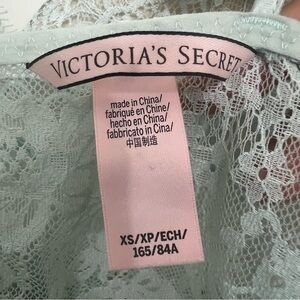 VICTORIA'S SECRET
made in China/
fabriqué en Chine/
hecho en China/
fabbricato in Cina/
中国制造
XS/XP/ECH/
165/84A